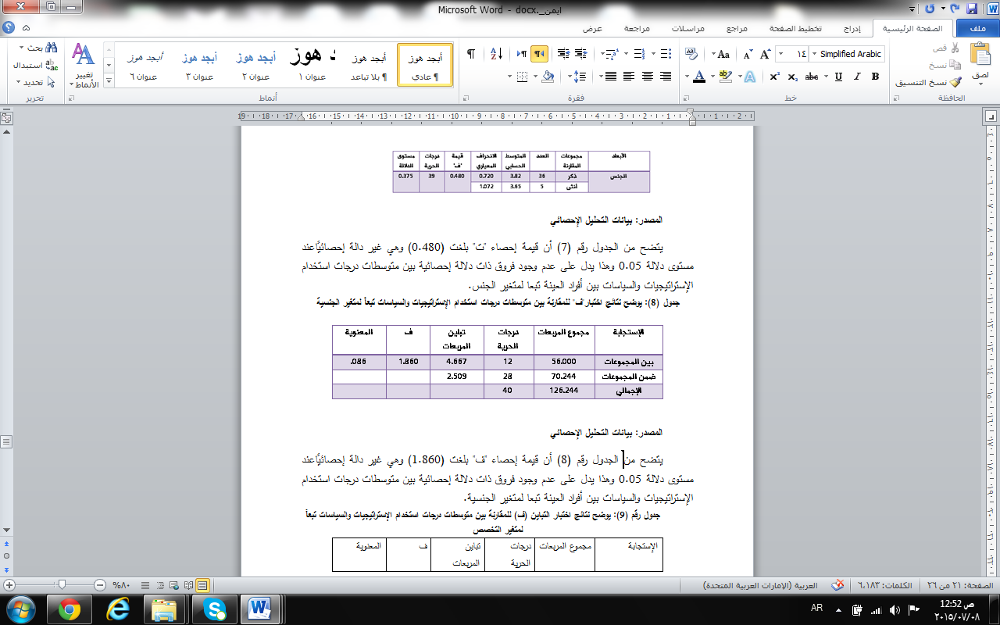 ايمن_.docx - Microsoft Word
ملف الصفحة الرئيسية إدراج تخطيط الصفحة مراجع مراسلات مراجعة عرض
لصق قص نسخ نسخ التنسيق الحافظة
Simplified Arabic ١٤ خط
فقرة
أبجد هوز أبجد هوز أبجد هوز أبجد هوز أبجد هوز
¶ عادي ¶ بلا تباعد عنوان ١ عنوان ٢ عنوان ٣ عنوان ٦
أنماط
تغيير الأنماط
بحث
استبدال
تحديد
تحرير
الأبعاد مجموعات المقارنة العدد المتوسط الحسابي الانحراف المعياري قيمة "ف" درجات الحرية مستوى الدلالة
الجنس ذكر 36 3.82 0.720 0.480 39 0.375
أنثى 5 3.65 1.072
المصدر: بيانات التحليل الإحصائي
يتضح من الجدول رقم (7) أن قيمة إحصاء "ت" بلغت (0.480) وهي غير دالة إحصائيًّاعند
مستوى دلالة 0.05 وهذا يدل على عدم وجود فروق ذات دلالة إحصائية بين متوسطات درجات استخدام
الإستراتيجيات والسياسات بين أفراد العينة تبعا لمتغير الجنس.
جدول (8): يوضح نتائج اختبار"ف" للمقارنة بين متوسطات درجات استخدام الإستراتيجيات والسياسات تبعاً لمتغير الجنسية
الإستجابة مجموع المربعات درجات الحرية تباين المربعات ف المعنوية
بين المجموعات 56.000 12 4.667 1.860 .086
ضمن المجموعات 70.244 28 2.509
الإجمالي 126.244 40
المصدر: بيانات التحليل الإحصائي
يتضح من الجدول رقم (8) أن قيمة إحصاء "ف" بلغت (1.860) وهي غير دالة إحصائيًّاعند
مستوى دلالة 0.05 وهذا يدل على عدم وجود فروق ذات دلالة إحصائية بين متوسطات درجات استخدام
الإستراتيجيات والسياسات بين أفراد العينة تبعا لمتغير الجنسية.
جدول رقم (9): يوضح نتائج اختبار التباين (ف) للمقارنة بين متوسطات درجات استخدام الإستراتيجيات والسياسات تبعاً
لمتغير التخصص
الإستجابة مجموع المربعات درجات الحرية تباين المربعات ف المعنوية
الصفحة: ٢١ من ٢٦ الكلمات: ٦،١٨٣ العربية (الإمارات العربية المتحدة) ٨٠%
AR 12:52 ص
٢٠١٥/٠٧/٠٨